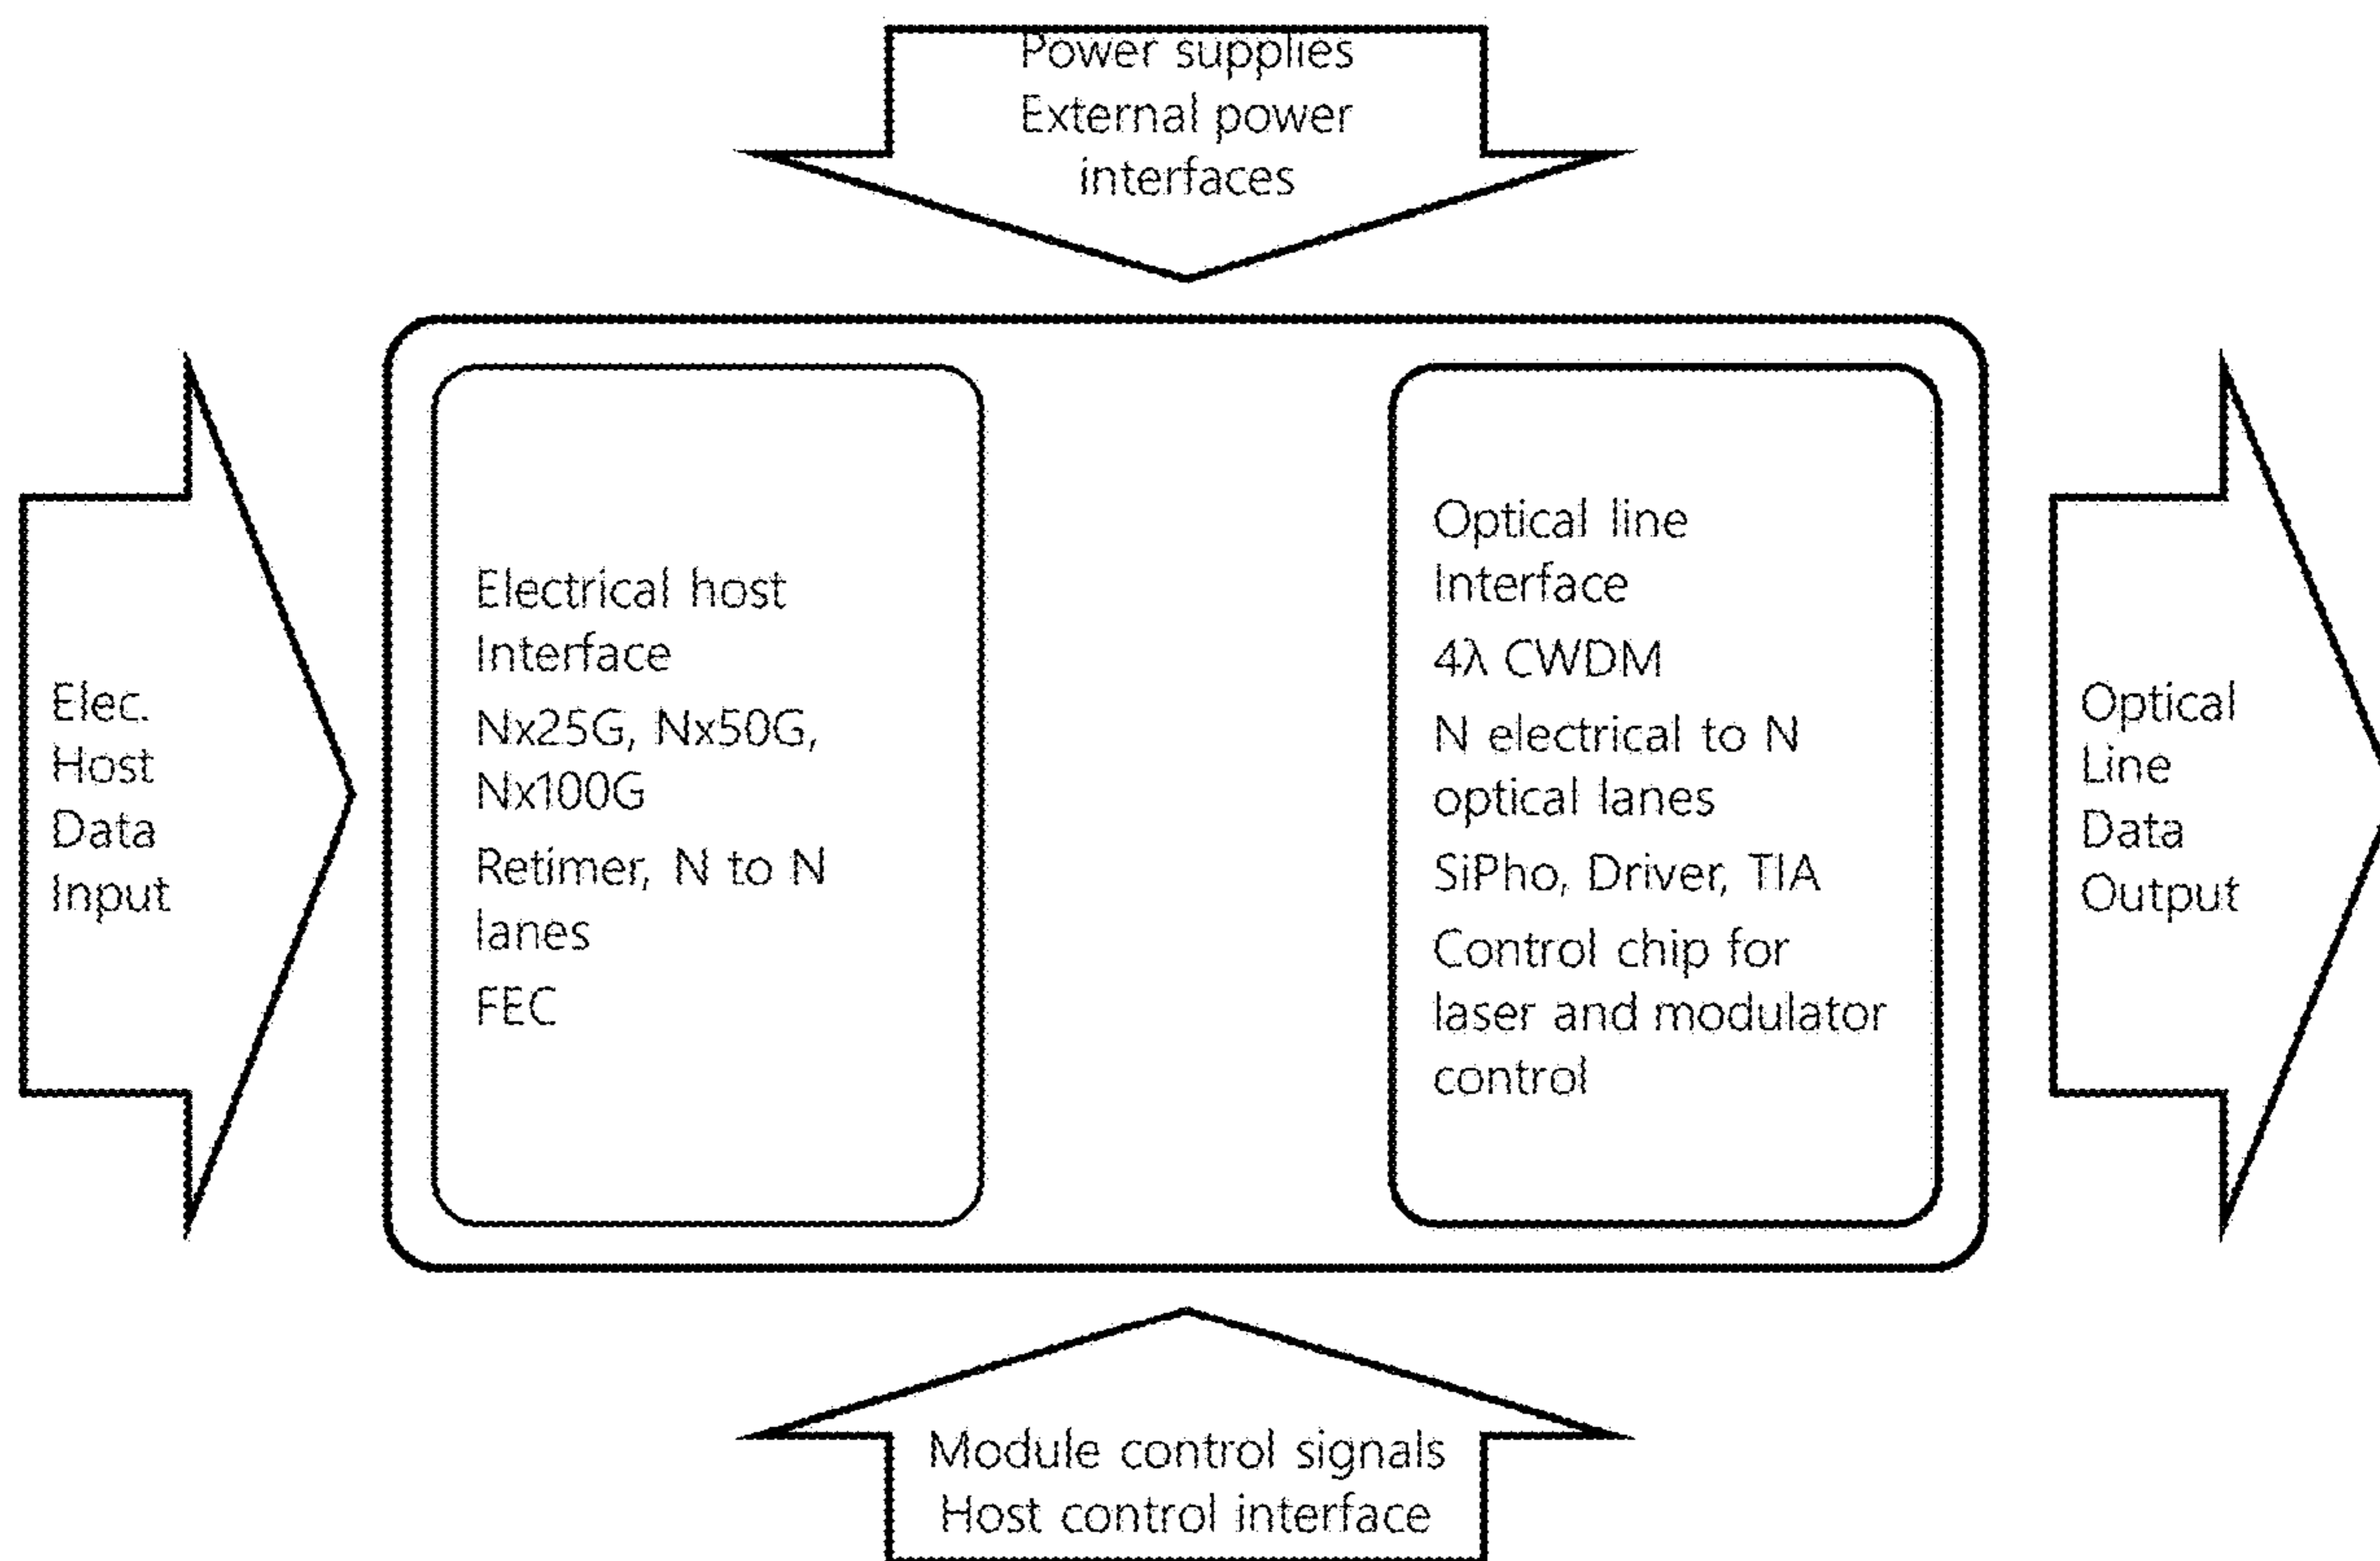 Power supplies
External power
interfaces
Elec.
Host
Data
Input
Electrical host
Interface
Nx25G, Nx50G,
Nx100G
Retimer, N to N
lanes
FEC
Optical line
Interface
4λ CWDM
N electrical to N
optical lanes
SiPho, Driver, TIA
Control chip for
laser and modulator
control
Optical
Line
Data
Output
Module control signals
Host control interface